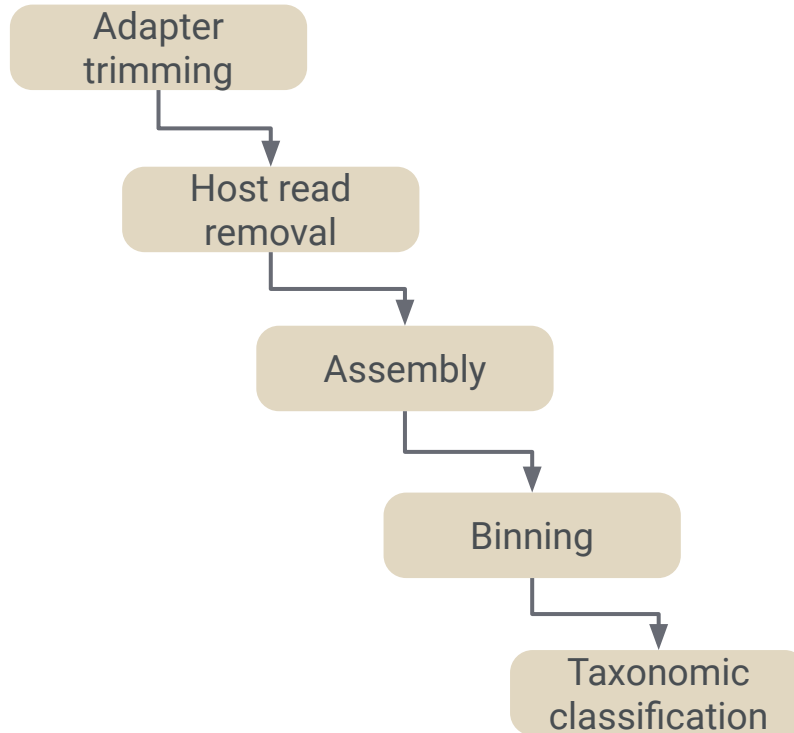 Adapter
trimming
Host read
removal
Assembly
Binning
Taxonomic
classification